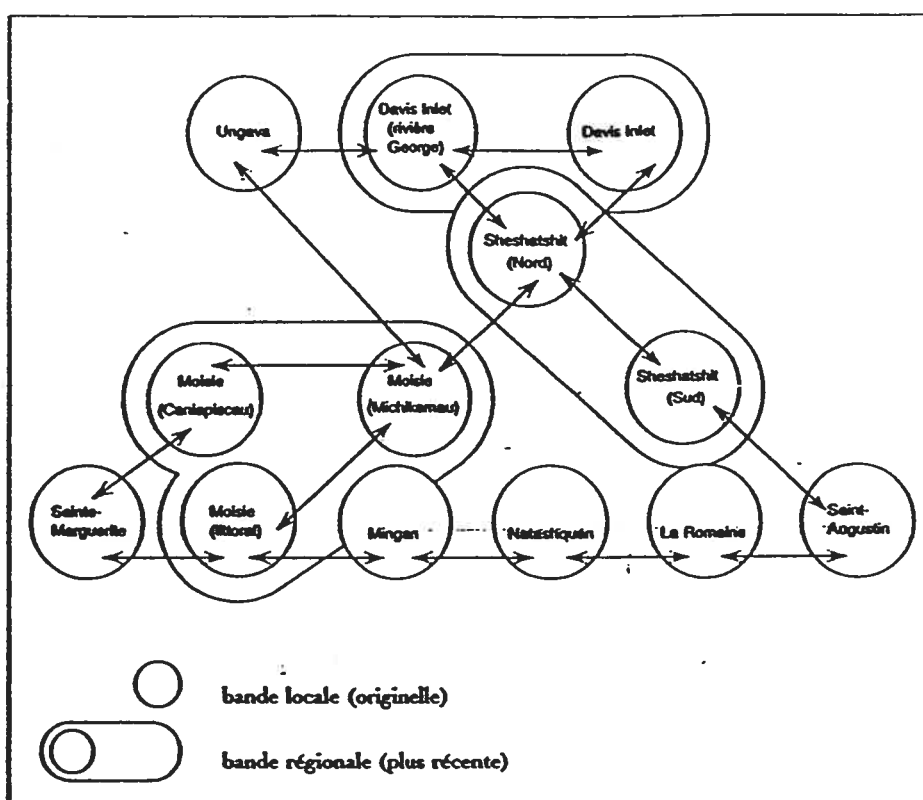 Ungava
Davis Inlet
(rivière
George)
Davis Inlet
Sheshatshit
(Nord)
Moisie
(Caniapiscau)
Moisie
(Michikamau)
Sheshatshit
(Sud)
Sainte-
Marguerite
Moisie
(littoral)
Mingan
Natashquan
La Romaine
Saint-
Augustin
bande locale (originelle)
bande régionale (plus récente)